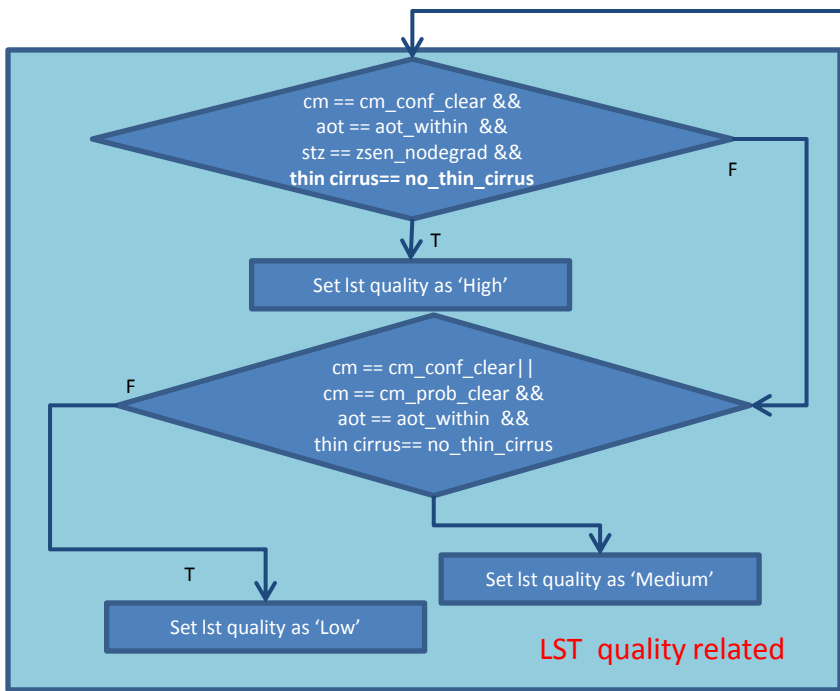 cm == cm_conf_clear &&
aot == aot_within &&
stz == zsen_nodegrad &&
thin cirrus== no_thin_cirrus
F
T
Set lst quality as ‘High’
cm == cm_conf_clear||
cm == cm_prob_clear &&
aot == aot_within &&
thin cirrus== no_thin_cirrus
F
Set lst quality as ‘Medium’
T
Set lst quality as ‘Low’
LST quality related